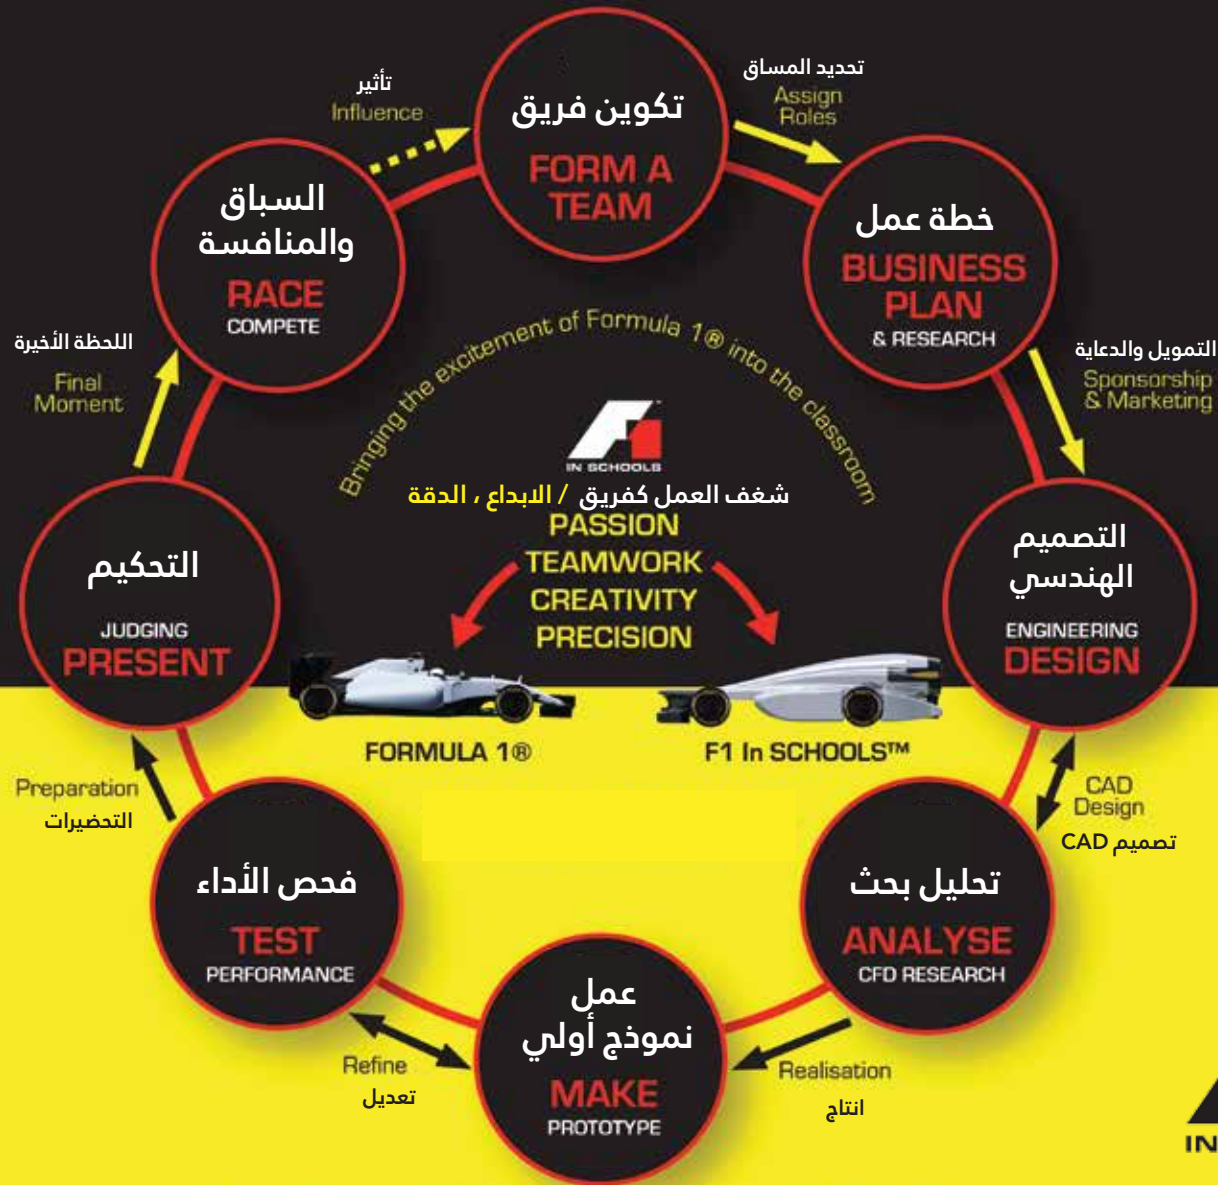 تكوين فريق
FORM A
TEAM
تحديد المساق
Assign
Roles
خطة عمل
BUSINESS
PLAN
& RESEARCH
التمويل والدعاية
Sponsorship
& Marketing
التصميم
الهندسي
ENGINEERING
DESIGN
CAD
Design
تصميم CAD
تحليل بحث
ANALYSE
CFD RESEARCH
Realisation
انتاج
عمل
نموذج أولي
MAKE
PROTOTYPE
Refine
تعديل
فحص الأداء
TEST
PERFORMANCE
Preparation
التحضيرات
التحكيم
JUDGING
PRESENT
اللحظة الأخيرة
Final
Moment
السباق
والمنافسة
RACE
COMPETE
تأثير
Influence
Bringing the excitement of Formula 1® into the classroom
F1
IN SCHOOLS
شغف العمل كفريق / الابداع ، الدقة
PASSION
TEAMWORK
CREATIVITY
PRECISION
FORMULA 1®
F1 In SCHOOLS™
IN